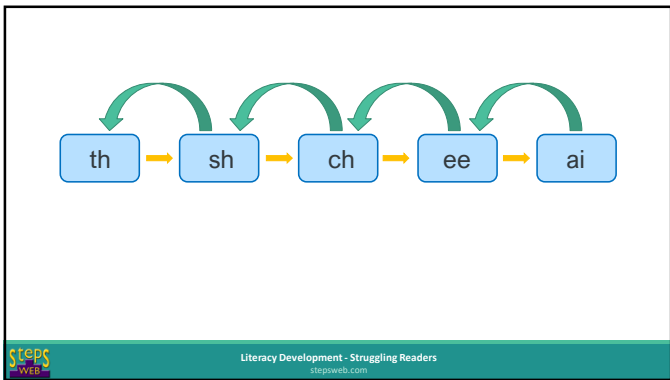 th sh ch ee ai
STEPS
WEB
Literacy Development - Struggling Readers
stepsweb.com